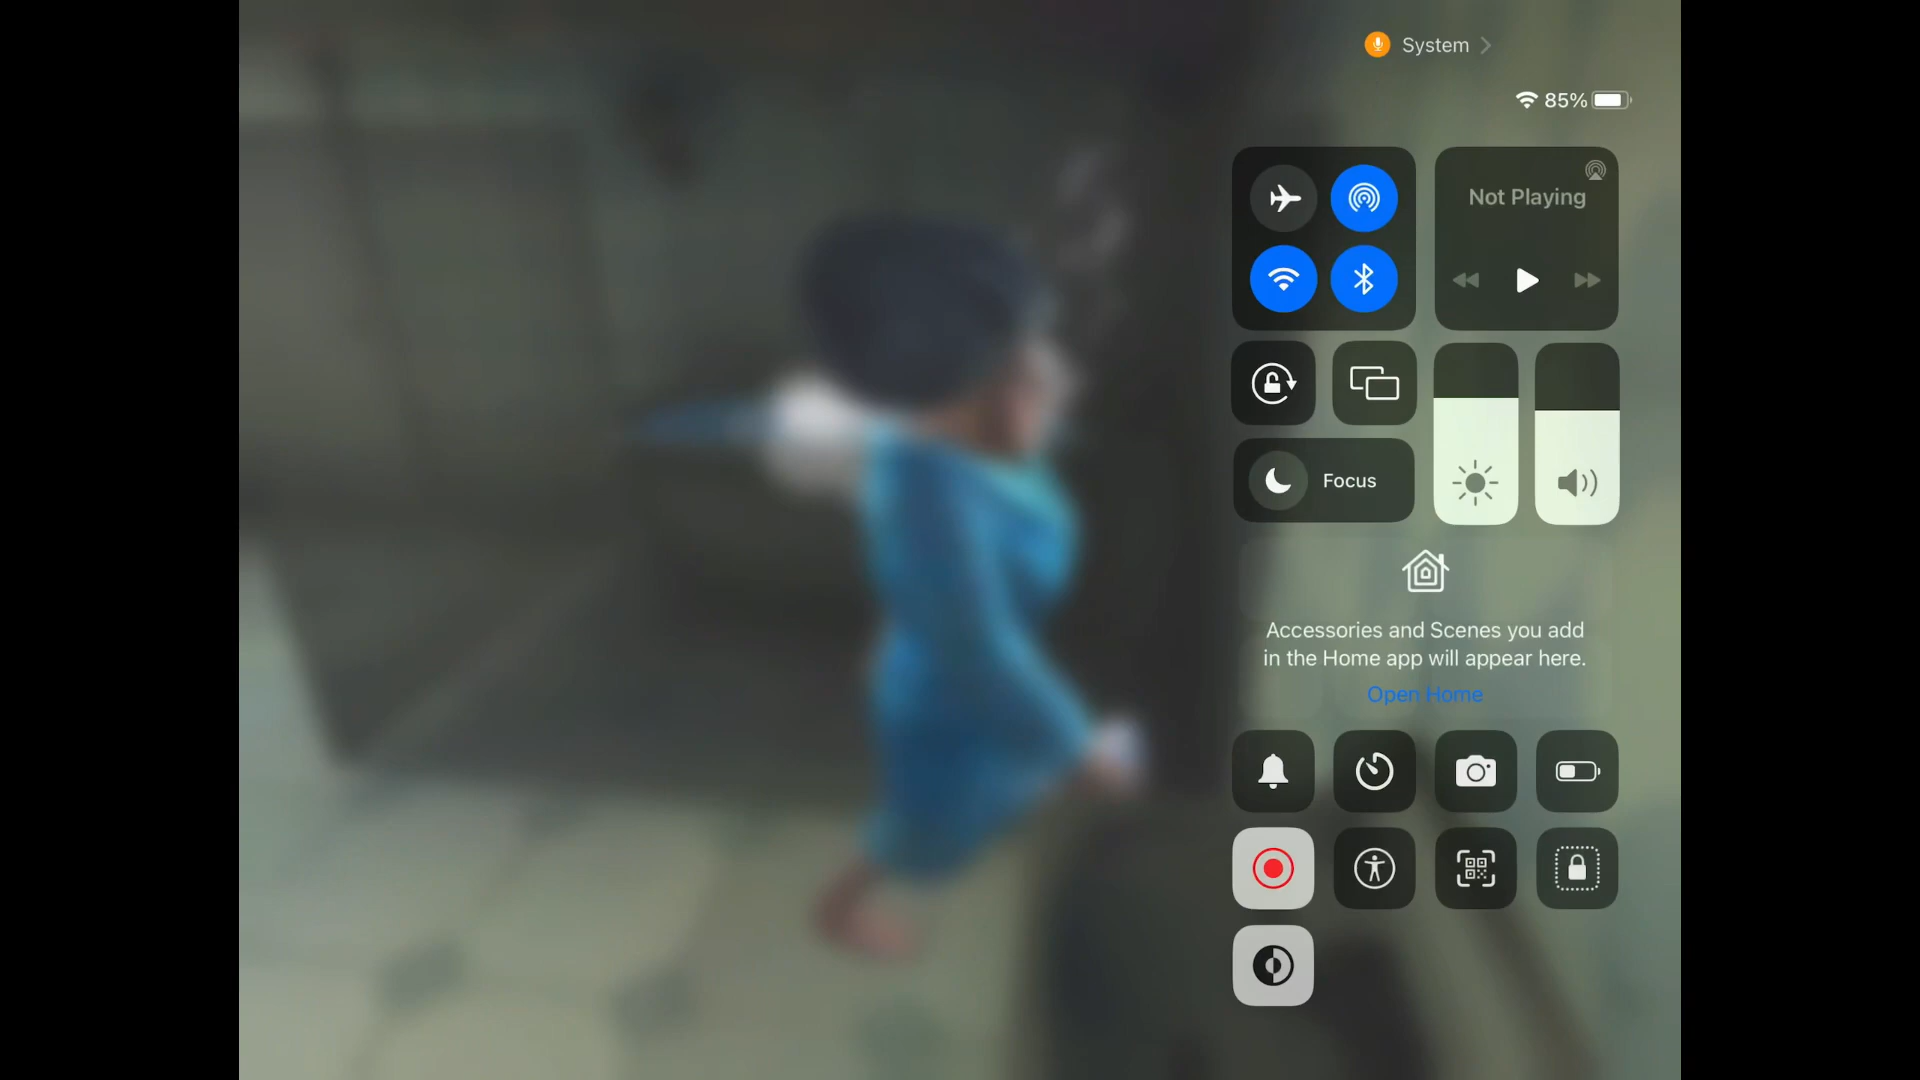 System
85%
Not Playing
Focus
Accessories and Scenes you add
in the Home app will appear here.
Open Home